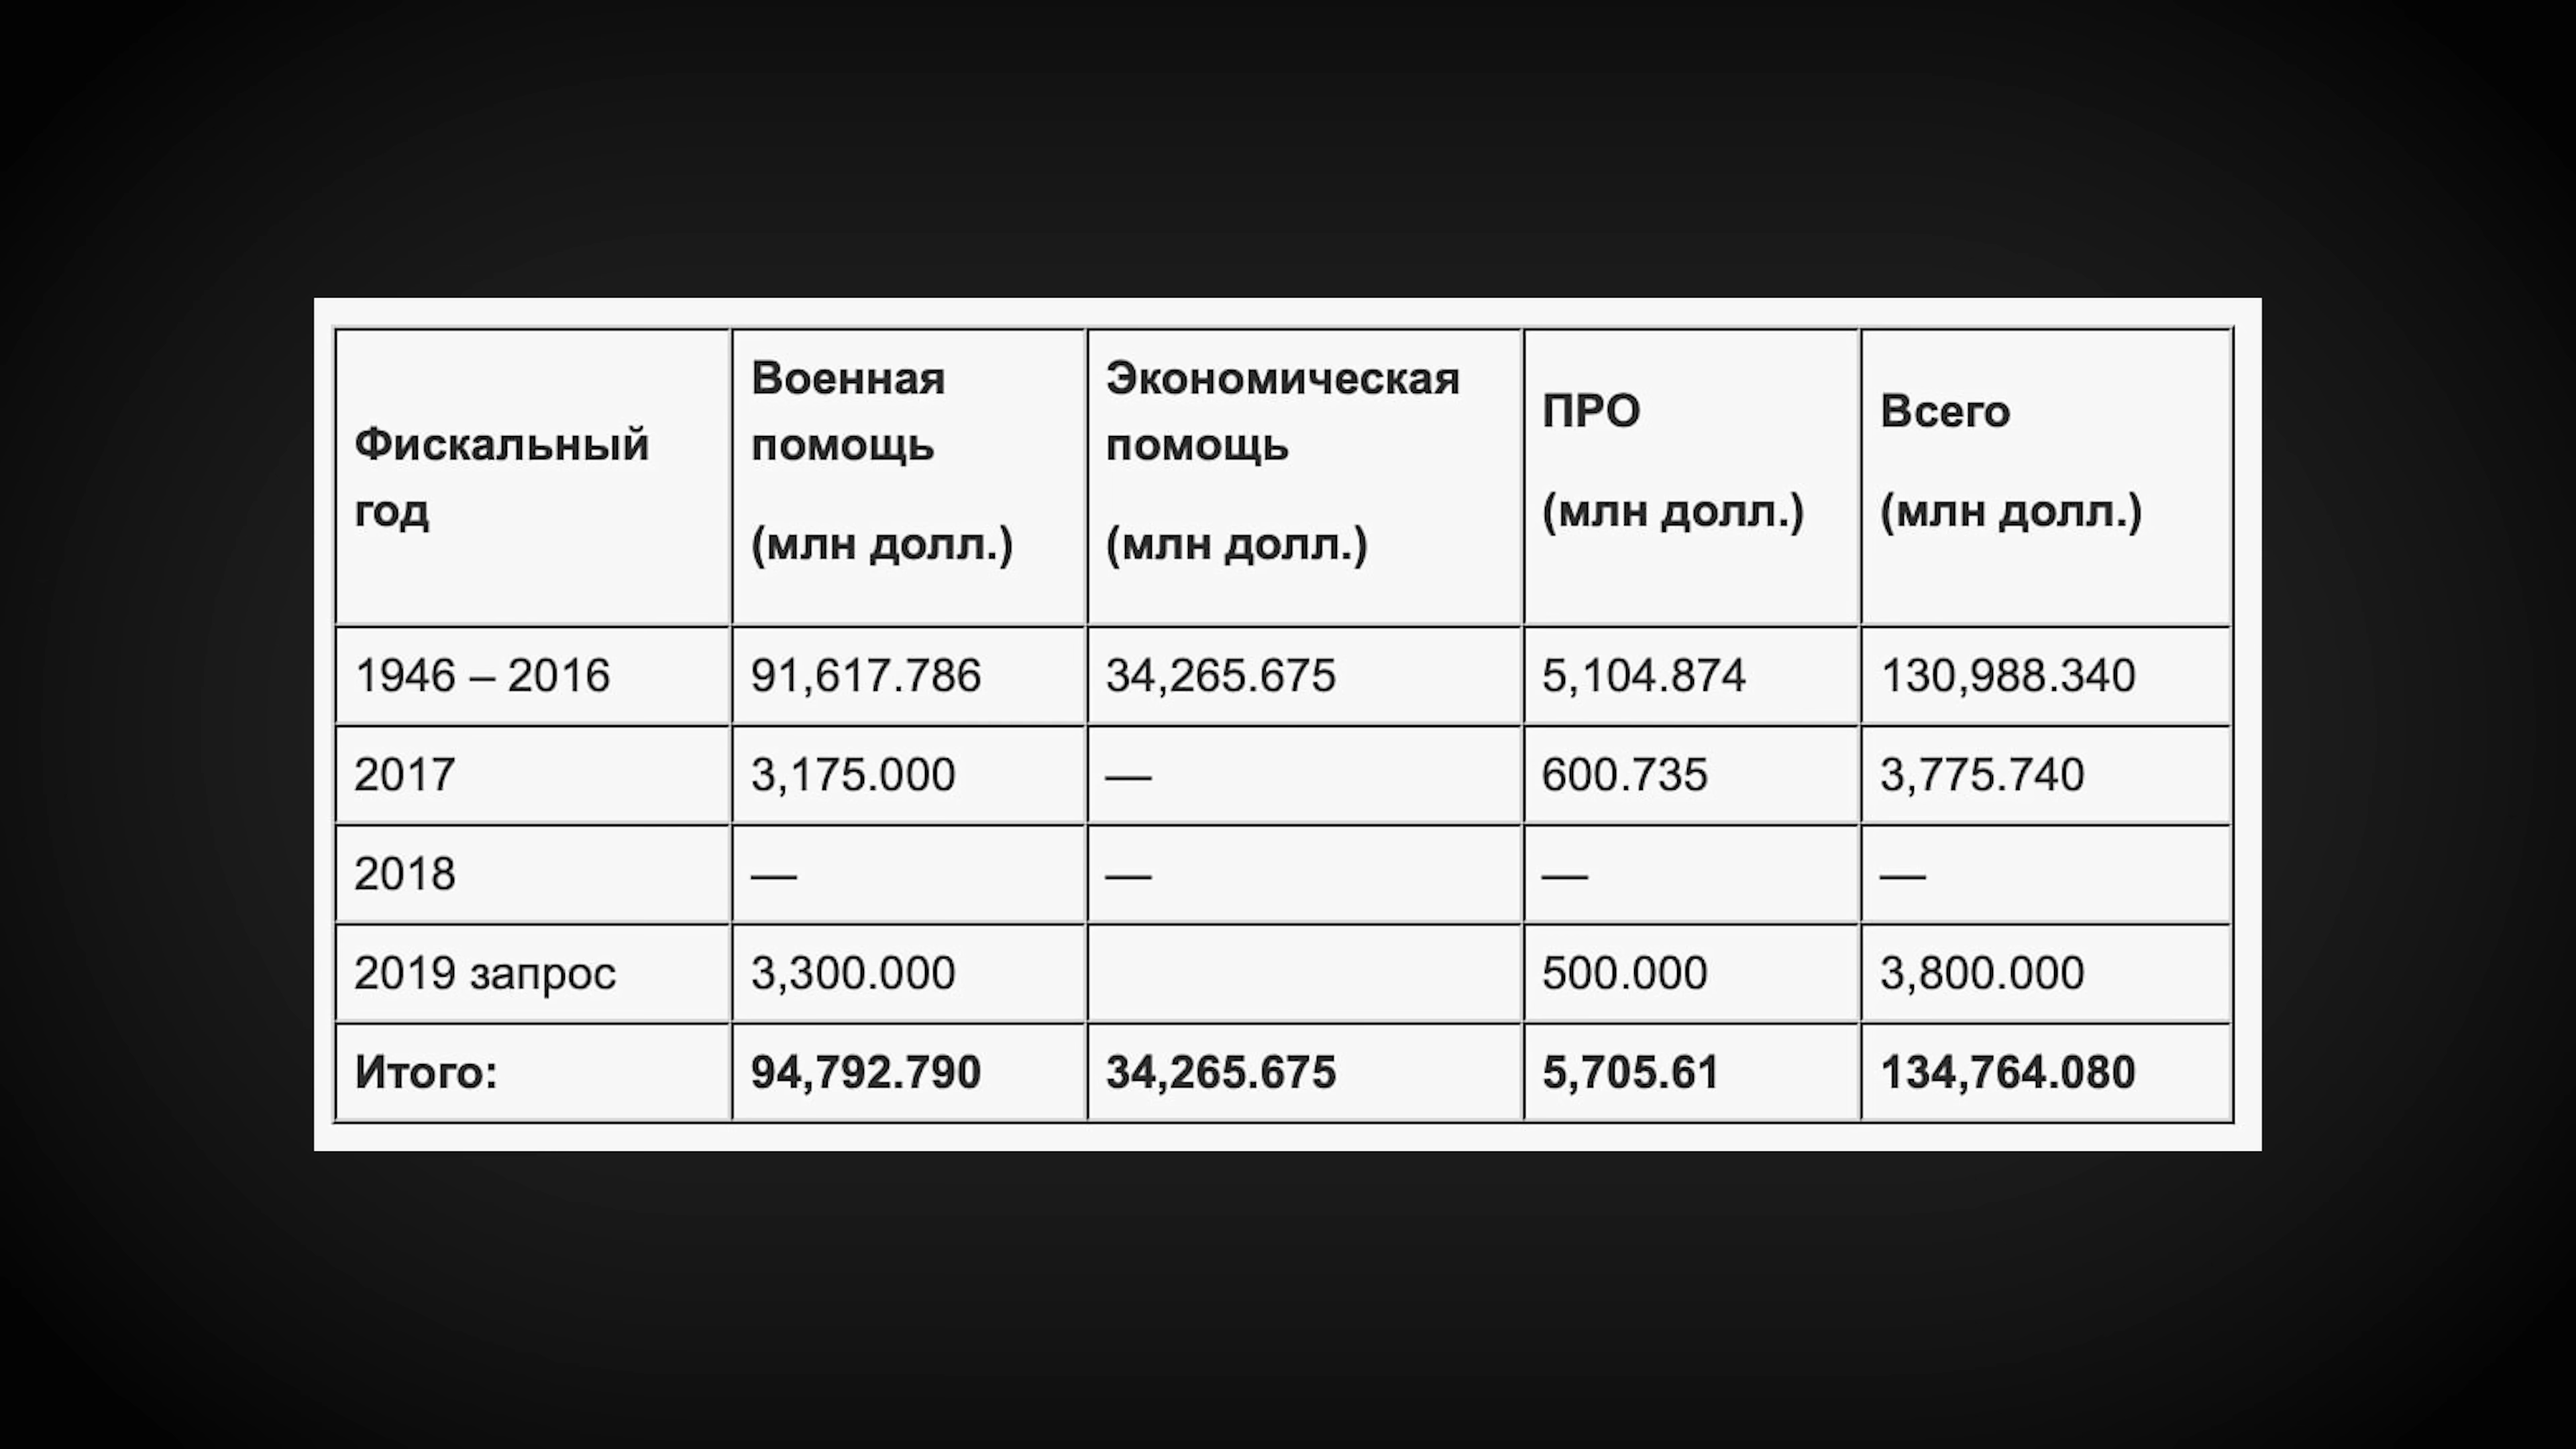 Фискальный
год
Военная
помощь
(млн долл.)
Экономическая
помощь
(млн долл.)
ПРО
(млн долл.)
Всего
(млн долл.)
1946 – 2016 91,617.786 34,265.675 5,104.874 130,988.340
2017 3,175.000 — 600.735 3,775.740
2018 — — — —
2019 запрос 3,300.000 500.000 3,800.000
Итого: 94,792.790 34,265.675 5,705.61 134,764.080